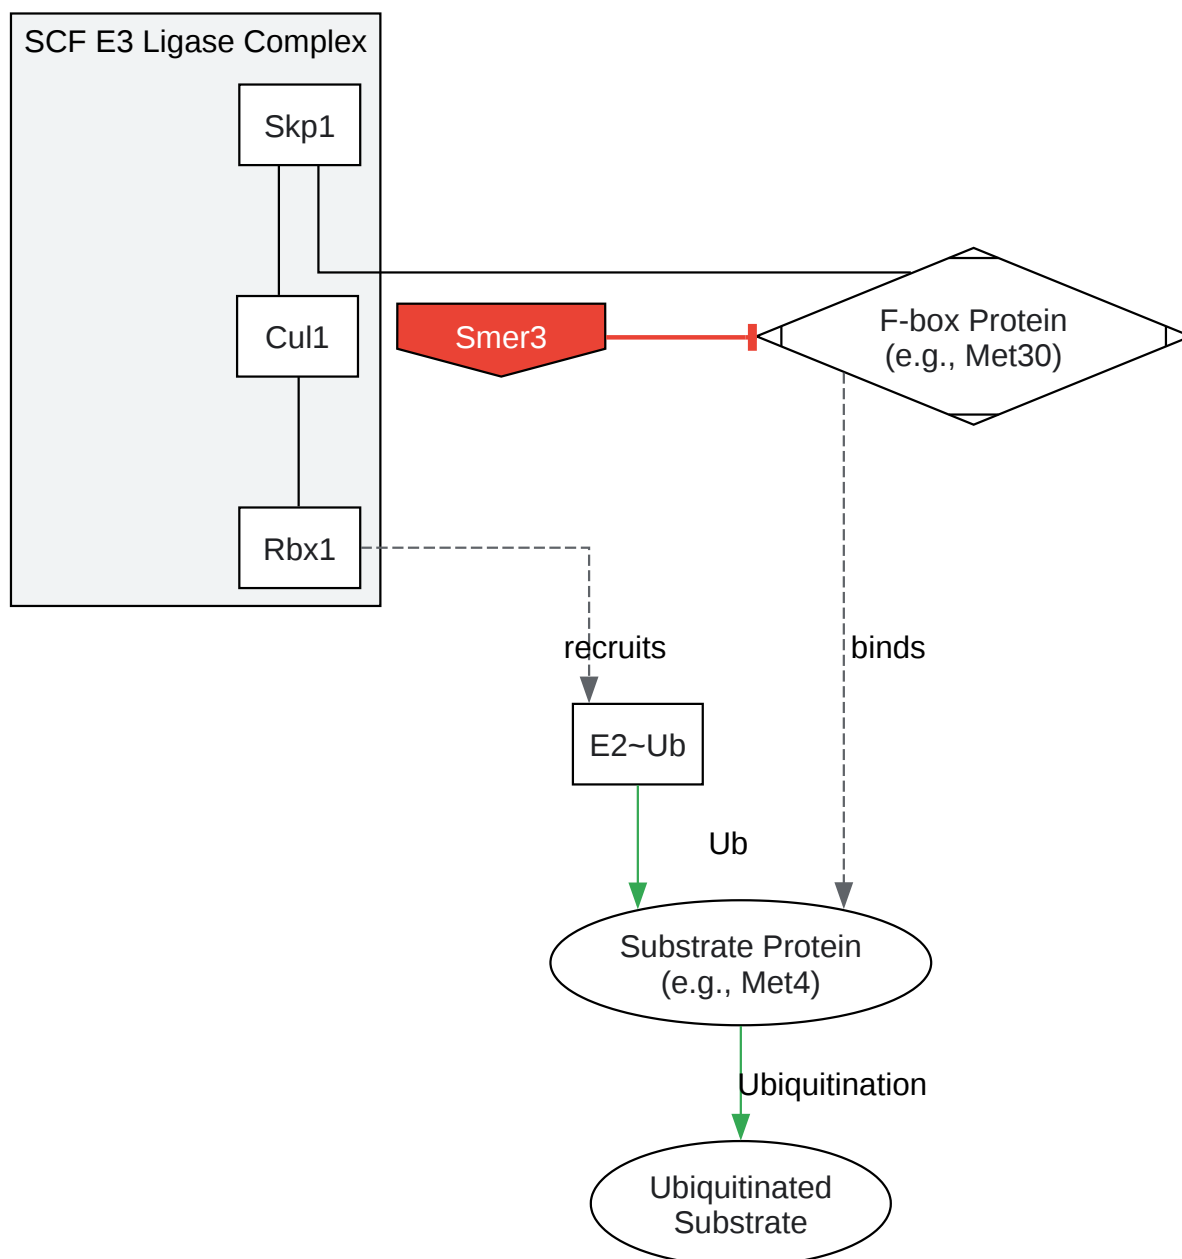 SCF E3 Ligase Complex
Skp1
Cul1
Smer3
F-box Protein
(e.g., Met30)
Rbx1
recruits
binds
E2~Ub
Ub
Substrate Protein
(e.g., Met4)
Ubiquitination
Ubiquitinated
Substrate